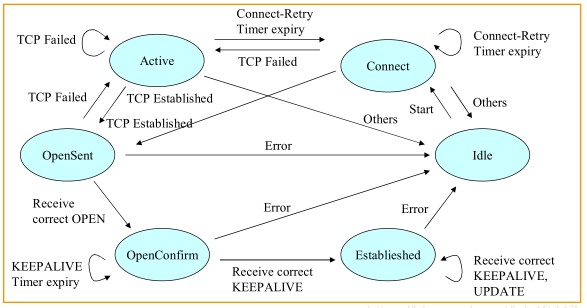 Connect-Retry
Timer expiry
TCP Failed
Active
TCP Failed
Connect
Connect-Retry
Timer expiry
TCP Failed
TCP Established
TCP Established
Others
Start
Others
OpenSent
Error
Idle
Receive
correct OPEN
Error
Error
KEEPALIVE
Timer expiry
OpenConfirm
Receive correct
KEEPALIVE
Establieshed
Receive correct
KEEPALIVE,
UPDATE